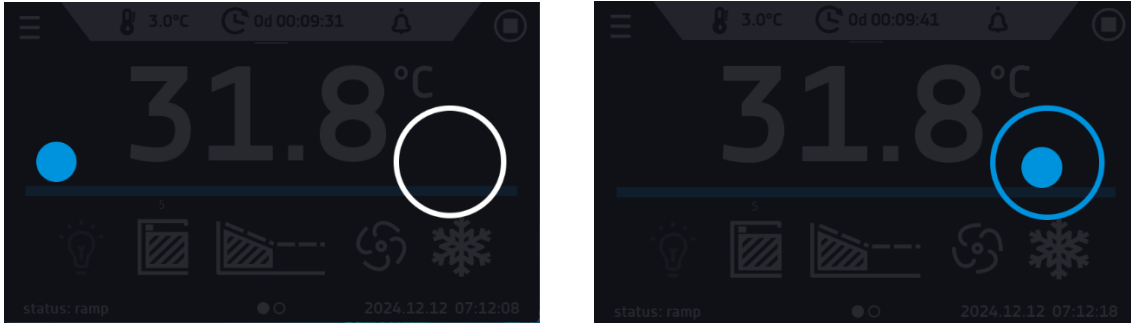 3.0°C 0d 00:09:31
31.8 °C
5
status: ramp 2024.12.12 07:12:08
3.0°C 0d 00:09:41
31.8 °C
5
status: ramp 2024.12.12 07:12:18